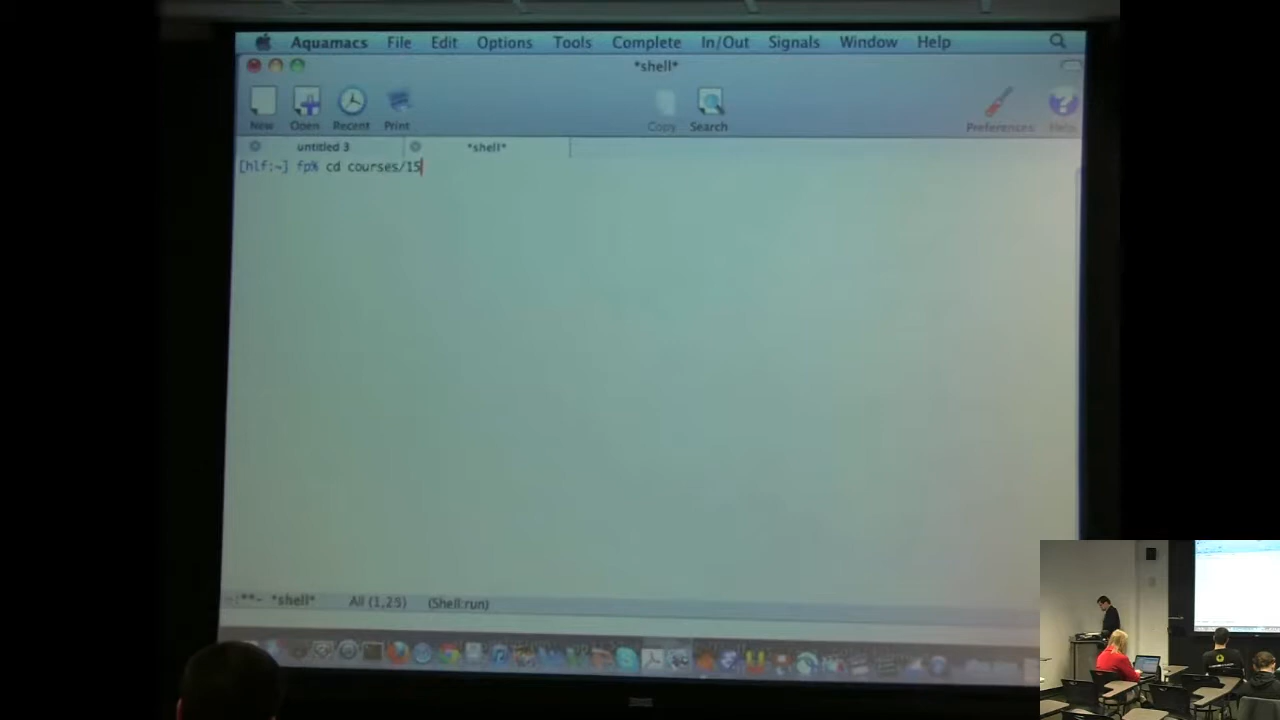 Aquamacs File Edit Options Tools Complete In/Out Signals Window Help
*shell*
New Open Recent Print Copy Search Preferences Help
untitled 3 *shell*
[hlf:~] fp% cd courses/15
-:**- *shell* All (1,25) (Shell:run)